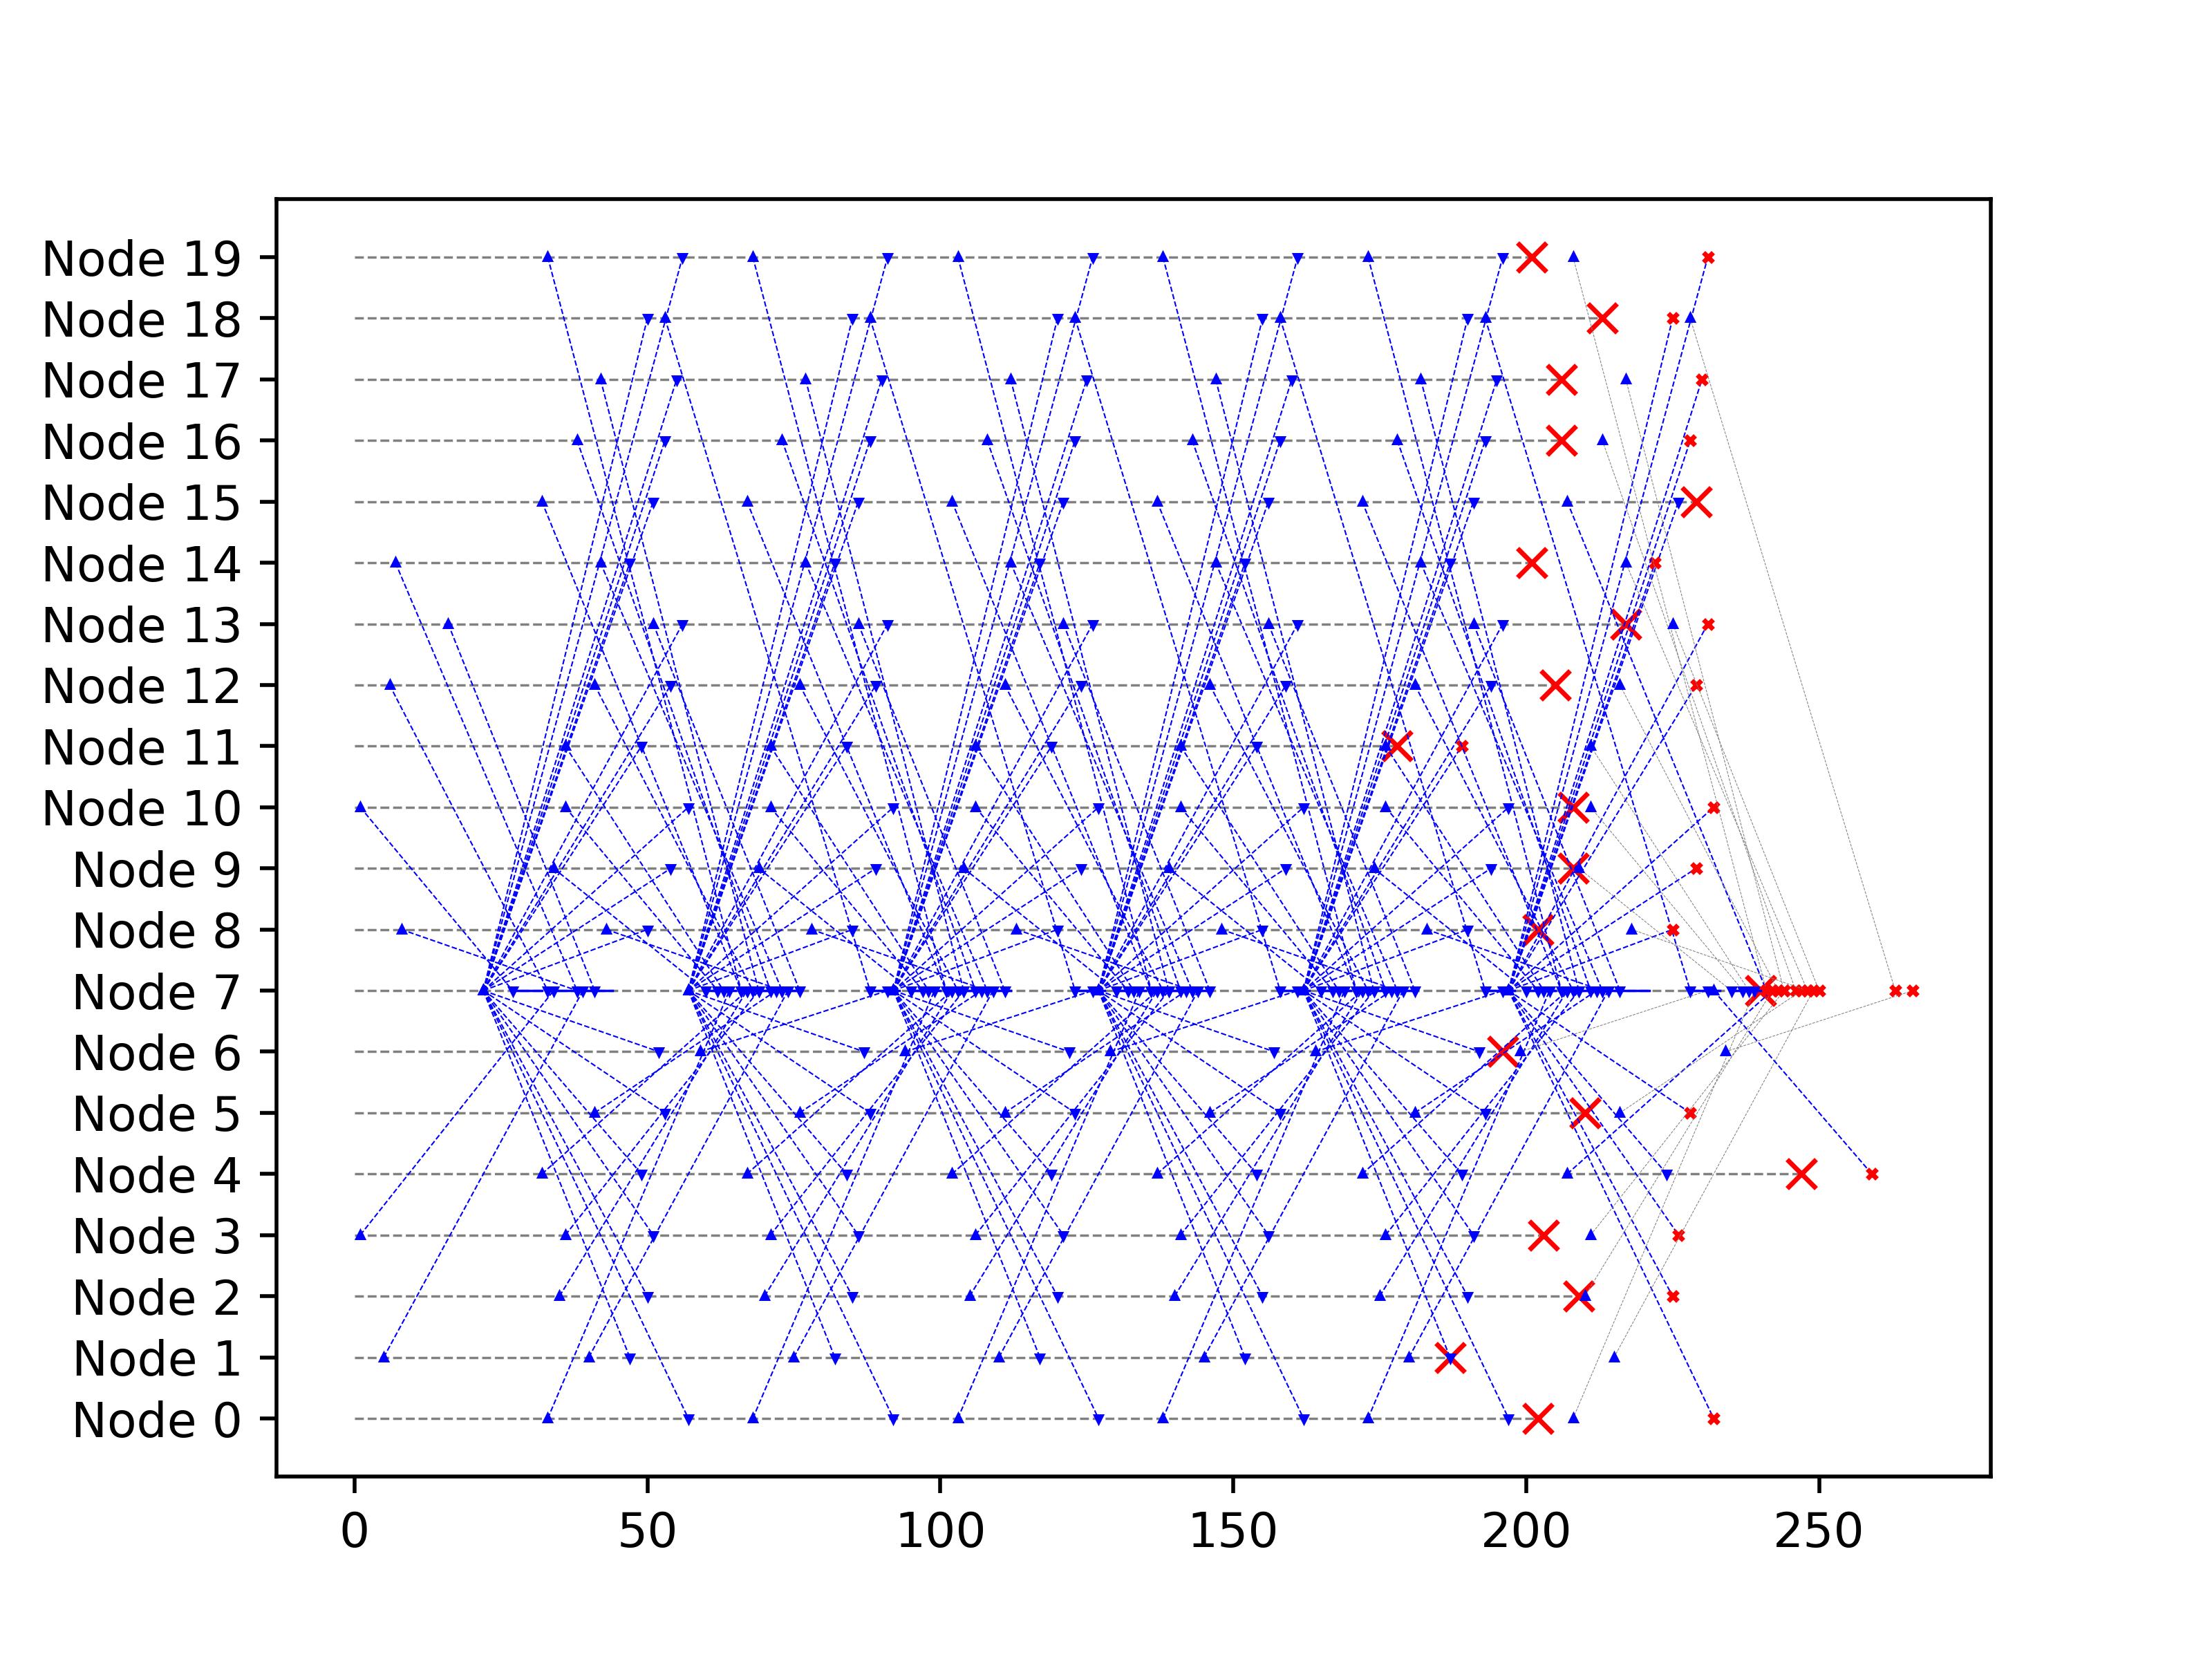 Node 19
Node 18
Node 17
Node 16
Node 15
Node 14
Node 13
Node 12
Node 11
Node 10
Node 9
Node 8
Node 7
Node 6
Node 5
Node 4
Node 3
Node 2
Node 1
Node 0
0 50 100 150 200 250